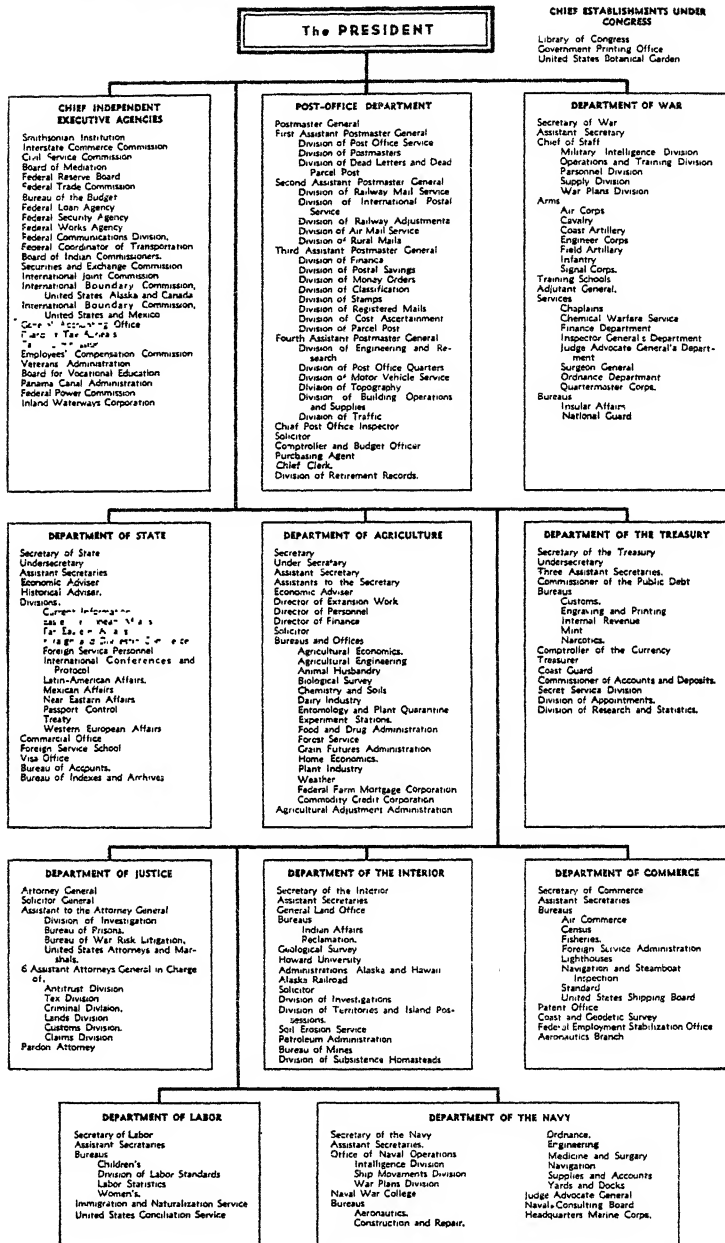 The PRESIDENT
CHIEF ESTABLISHMENTS UNDER
CONGRESS
Library of Congress
Government Printing Office
United States Botanical Garden
CHIEF INDEPENDENT
EXECUTIVE AGENCIES
Smithsonian Institution
Interstate Commerce Commission
Civil Service Commission
Board of Mediation
Federal Reserve Board
Federal Trade Commission
Bureau of the Budget
Federal Loan Agency
Federal Security Agency
Federal Works Agency
Federal Communications Division.
Federal Coordinator of Transportation
Board of Indian Commissioners.
Securities and Exchange Commission
International Joint Commission
International Boundary Commission,
United States Alaska and Canada
International Boundary Commission,
United States and Mexico
General Accounting Office
Employees' Compensation Commission
Veterans Administration
Board for Vocational Education
Panama Canal Administration
Federal Power Commission
Inland Waterways Corporation
POST-OFFICE DEPARTMENT
Postmaster General
First Assistant Postmaster General
Division of Post Office Service
Division of Postmasters
Division of Dead Letters and Dead
Parcel Post
Second Assistant Postmaster General
Division of Railway Mail Service
Division of International Postal
Service
Division of Railway Adjustments
Division of Air Mail Service
Division of Rural Mails
Third Assistant Postmaster General
Division of Finance
Division of Postal Savings
Division of Money Orders
Division of Classification
Division of Stamps
Division of Registered Mails
Division of Cost Ascertainment
Division of Parcel Post
Fourth Assistant Postmaster General
Division of Engineering and Re-
search
Division of Post Office Quarters
Division of Motor Vehicle Service
Division of Topography
Division of Building Operations
and Supplies
Division of Traffic
Chief Post Office Inspector
Solicitor
Comptroller and Budget Officer
Purchasing Agent
Chief Clerk.
Division of Retirement Records.
DEPARTMENT OF WAR
Secretary of War
Assistant Secretary
Chief of Staff
Military Intelligence Division
Operations and Training Division
Personnel Division
Supply Division
War Plans Division
Arms
Air Corps
Cavalry
Coast Artillery
Engineer Corps
Field Artillery
Infantry
Signal Corps.
Training Schools
Adjutant General.
Services
Chaplains
Chemical Warfare Service
Finance Department
Inspector General's Department
Judge Advocate General's Depart-
ment
Surgeon General
Ordnance Department
Quartermaster Corps.
Bureaus
Insular Affairs
National Guard
DEPARTMENT OF STATE
Secretary of State
Undersecretary
Assistant Secretaries
Economic Adviser
Historical Adviser.
Divisions.
Current Information
Foreign Service Personnel
International Conferences and
Protocol
Latin-American Affairs.
Mexican Affairs
Near Eastern Affairs
Passport Control
Treaty
Western European Affairs
Commercial Office
Foreign Service School
Visa Office
Bureau of Accounts.
Bureau of Indexes and Archives
DEPARTMENT OF AGRICULTURE
Secretary
Under Secretary
Assistant Secretary
Assistants to the Secretary
Economic Adviser
Director of Extension Work
Director of Personnel
Director of Finance
Solicitor
Bureaus and Offices
Agricultural Economics.
Agricultural Engineering
Animal Husbandry
Biological Survey
Chemistry and Soils
Dairy Industry
Entomology and Plant Quarantine
Experiment Stations.
Food and Drug Administration
Forest Service
Grain Futures Administration
Home Economics.
Plant Industry
Weather
Federal Farm Mortgage Corporation
Commodity Credit Corporation
Agricultural Adjustment Administration
DEPARTMENT OF THE TREASURY
Secretary of the Treasury
Undersecretary
Three Assistant Secretaries.
Commissioner of the Public Debt
Bureaus
Customs.
Engraving and Printing
Internal Revenue
Mint
Narcotics.
Comptroller of the Currency
Treasurer
Coast Guard
Commissioner of Accounts and Deposits.
Secret Service Division
Division of Appointments.
Division of Research and Statistics.
DEPARTMENT OF JUSTICE
Attorney General
Solicitor General
Assistant to the Attorney General
Division of Investigation
Bureau of Prisons.
Bureau of War Risk Litigation.
United States Attorneys and Mar-
shals.
6 Assistant Attorneys General in Charge
of.
Antitrust Division
Tax Division
Criminal Division.
Lands Division
Customs Division.
Claims Division
Pardon Attorney
DEPARTMENT OF THE INTERIOR
Secretary of the Interior
Assistant Secretaries
General Land Office
Bureaus
Indian Affairs
Reclamation.
Geological Survey
Howard University
Administrations Alaska and Hawaii
Alaska Railroad
Solicitor
Division of Investigations
Division of Territories and Island Pos-
sessions.
Soil Erosion Service
Petroleum Administration
Bureau of Mines
Division of Subsistence Homesteads
DEPARTMENT OF COMMERCE
Secretary of Commerce
Assistant Secretaries
Bureaus
Air Commerce
Census
Fisheries.
Foreign Service Administration
Lighthouses
Navigation and Steamboat
Inspection
Standard
United States Shipping Board
Patent Office
Coast and Geodetic Survey
Federal Employment Stabilization Office
Aeronautics Branch
DEPARTMENT OF LABOR
Secretary of Labor
Assistant Secretaries
Bureaus
Children's
Division of Labor Standards
Labor Statistics
Women's.
Immigration and Naturalization Service
United States Conciliation Service
DEPARTMENT OF THE NAVY
Secretary of the Navy
Assistant Secretaries.
Office of Naval Operations
Intelligence Division
Ship Movements Division
War Plans Division
Naval War College
Bureaus
Aeronautics.
Construction and Repair.
Ordnance.
Engineering
Medicine and Surgery
Navigation
Supplies and Accounts
Yards and Docks
Judge Advocate General
Naval Consulting Board
Headquarters Marine Corps.